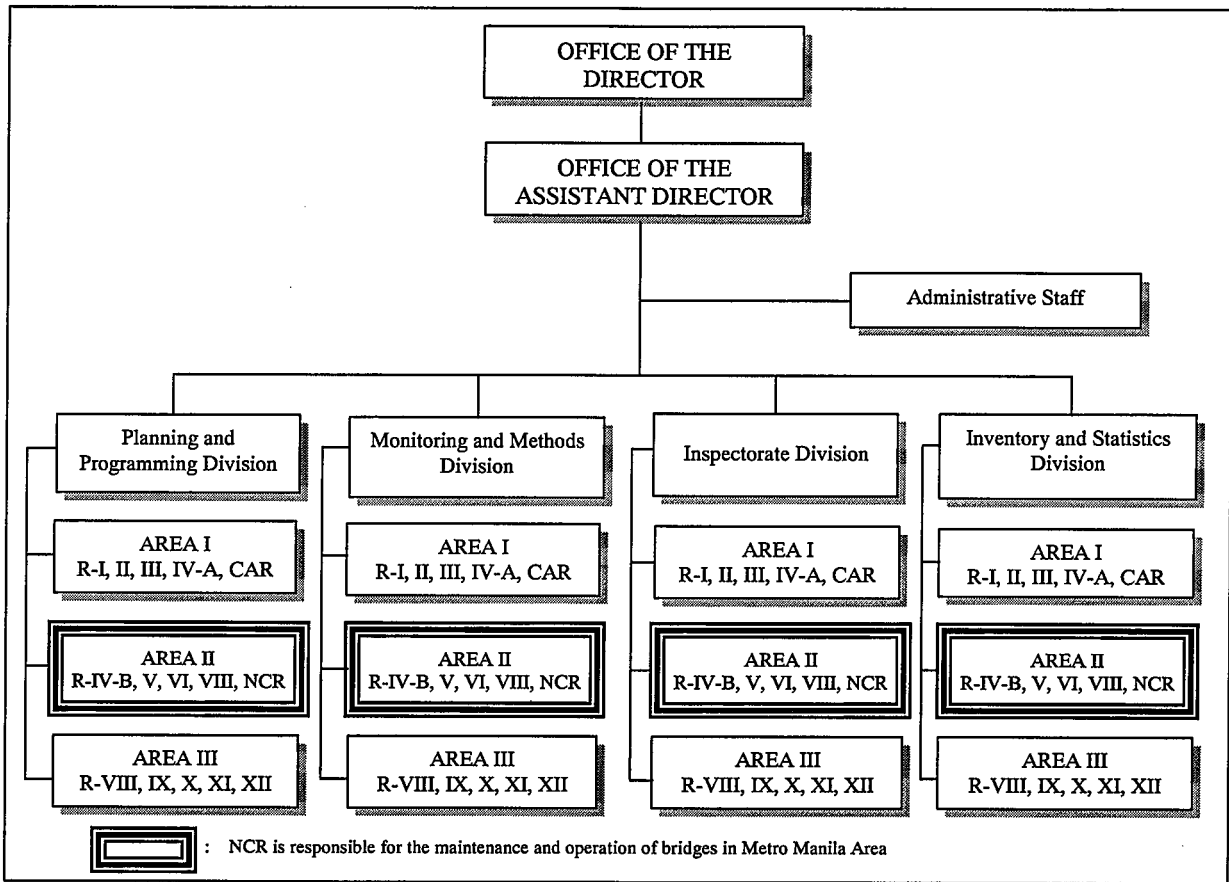 OFFICE OF THE
DIRECTOR
OFFICE OF THE
ASSISTANT DIRECTOR
Administrative Staff
Planning and
Programming Division
Monitoring and Methods
Division
Inspectorate Division
Inventory and Statistics
Division
AREA I
R-I, II, III, IV-A, CAR
AREA I
R-I, II, III, IV-A, CAR
AREA I
R-I, II, III, IV-A, CAR
AREA I
R-I, II, III, IV-A, CAR
AREA II
R-IV-B, V, VI, VIII, NCR
AREA II
R-IV-B, V, VI, VIII, NCR
AREA II
R-IV-B, V, VI, VIII, NCR
AREA II
R-IV-B, V, VI, VIII, NCR
AREA III
R-VIII, IX, X, XI, XII
AREA III
R-VIII, IX, X, XI, XII
AREA III
R-VIII, IX, X, XI, XII
AREA III
R-VIII, IX, X, XI, XII
: NCR is responsible for the maintenance and operation of bridges in Metro Manila Area